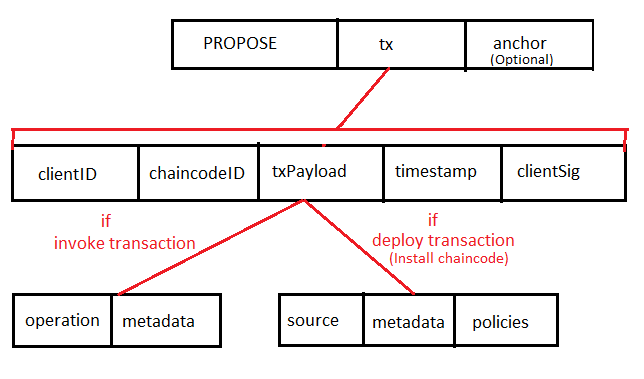 PROPOSE tx anchor
(Optional)
clientID chaincodeID txPayload timestamp clientSig
if
invoke transaction
if
deploy transaction
(Install chaincode)
operation metadata
source metadata policies